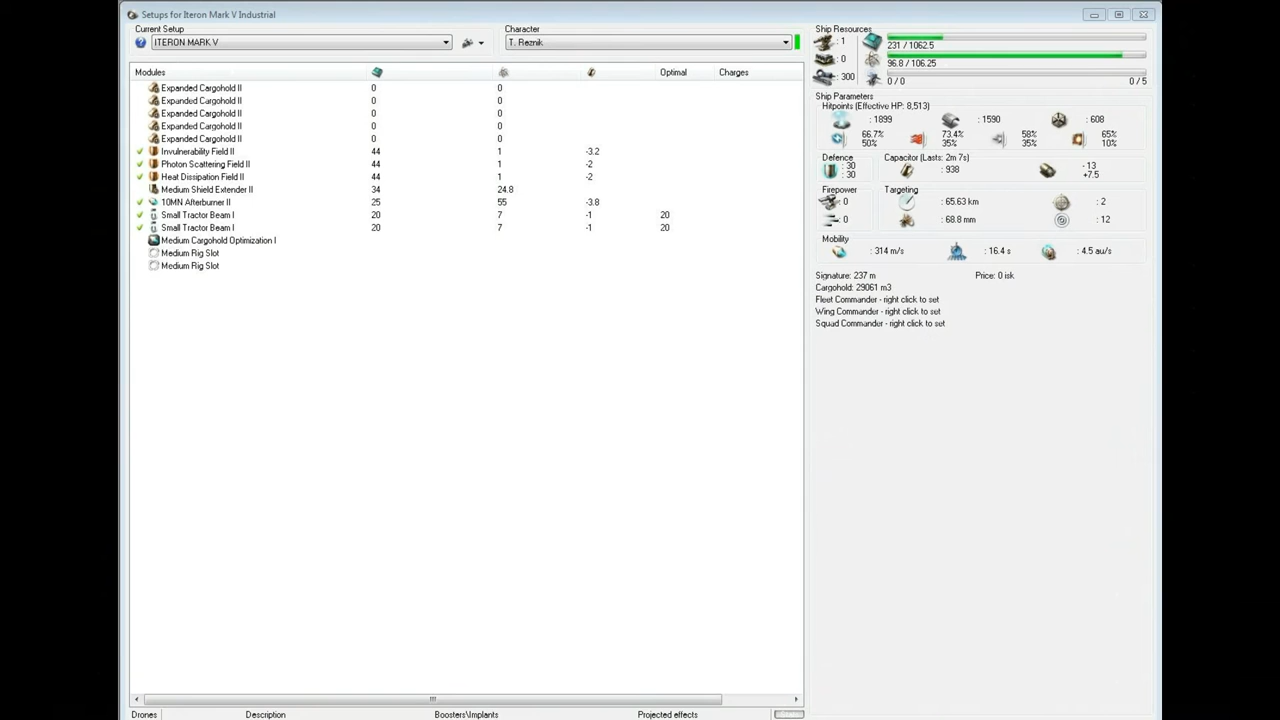 Setups for Iteron Mark V Industrial
Current Setup
ITERON MARK V
Character
T. Reznik
Modules Optimal Charges
Expanded Cargohold II 0 0
Expanded Cargohold II 0 0
Expanded Cargohold II 0 0
Expanded Cargohold II 0 0
Expanded Cargohold II 0 0
Invulnerability Field II 44 1 -3.2
Photon Scattering Field II 44 1 -2
Heat Dissipation Field II 44 1 -2
Medium Shield Extender II 34 24.8
10MN Afterburner II 25 55 -3.8
Small Tractor Beam I 20 7 -1 20
Small Tractor Beam I 20 7 -1 20
Medium Cargohold Optimization I
Medium Rig Slot
Medium Rig Slot
Drones Description Boosters/Implants Projected effects
Ship Resources
: 1
: 0
: 300
231 / 1062.5
96.8 / 106.25
0 / 0 0 / 5
Ship Parameters
Hitpoints (Effective HP: 8,513)
: 1899 : 1590 : 608
66.7% 73.4% 58% 65%
50% 35% 35% 10%
Defence
: 30
: 30
Capacitor (Lasts: 2m 7s)
: 938
- 13
+7.5
Firepower
: 0
: 0
Targeting
: 65.63 km : 2
: 68.8 mm : 12
Mobility
: 314 m/s : 16.4 s : 4.5 au/s
Signature: 237 m Price: 0 isk
Cargohold: 29061 m3
Fleet Commander - right click to set
Wing Commander - right click to set
Squad Commander - right click to set